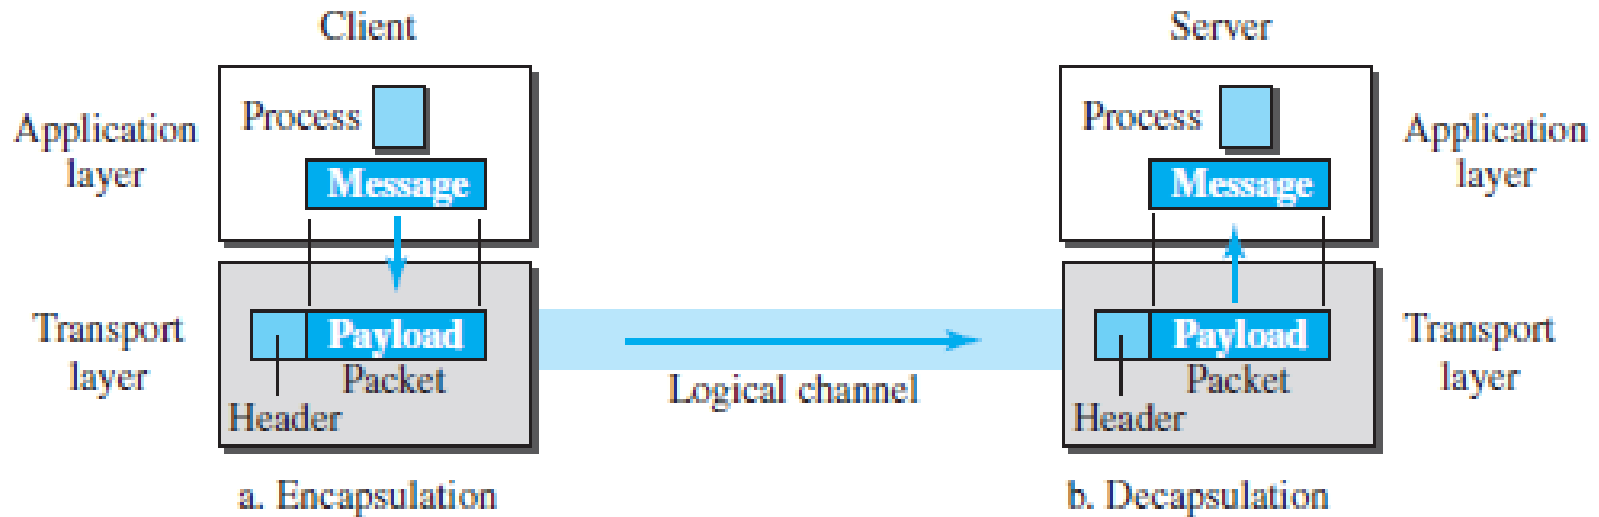 Client
Server
Process
Process
Application
layer
Application
layer
Message
Message
Transport
layer
Payload
Payload
Transport
layer
Packet
Packet
Logical channel
Header
Header
a. Encapsulation
b. Decapsulation